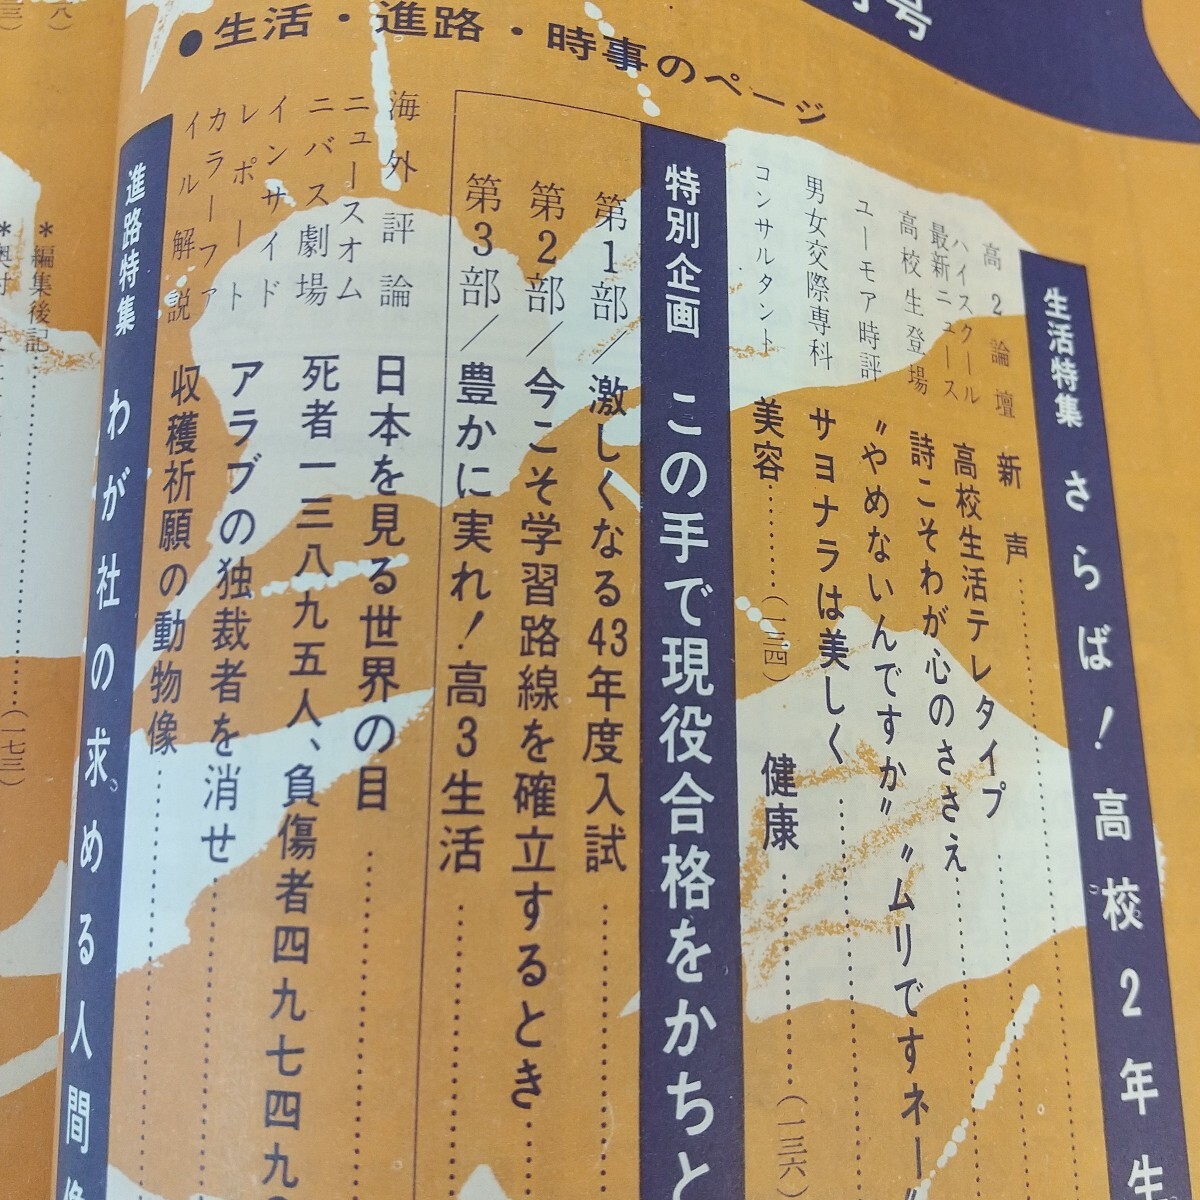 号
●生活・進路・時事のページ
生活特集 さらば！高校2年生
高2論壇 新声
ハイスクール最新ニュース 高校生活テレタイプ
高校生登場 詩こそわが心のささえ
ユーモア時評 〝やめないんですか〟〝ムリですネー〟
男女交際専科 サヨナラは美しく
コンサルタント 美容……（一三四） 健康……（一三六）
特別企画 この手で現役合格をかちと
第1部／激しくなる43年度入試
第2部／今こそ学習路線を確立するとき
第3部／豊かに実れ！高3生活
海外評論 日本を見る世界の目
ニュースオムニバス劇場 死者一三八九五人、負傷者四九七四九
インサイドレポート アラブの独裁者を消せ
カラーファイル解説 収穫祈願の動物像
進路特集 わが社の求める人間像
＊編集後記……（一七三）